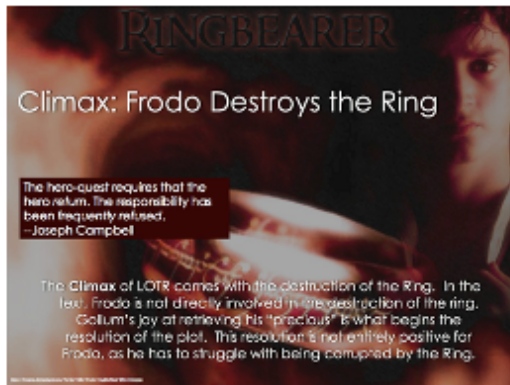 RINGBEARER
Climax: Frodo Destroys the Ring
The hero-quest requires that the
hero return. The responsibility has
been frequently refused.
--Joseph Campbell
The Climax of LOTR comes with the destruction of the Ring. In the
text, Frodo is not directly involved in the destruction of the ring.
Gollum's joy at retrieving his "precious" is what begins the
resolution of the plot. This resolution is not entirely positive for
Frodo, as he has to struggle with being corrupted by the Ring.